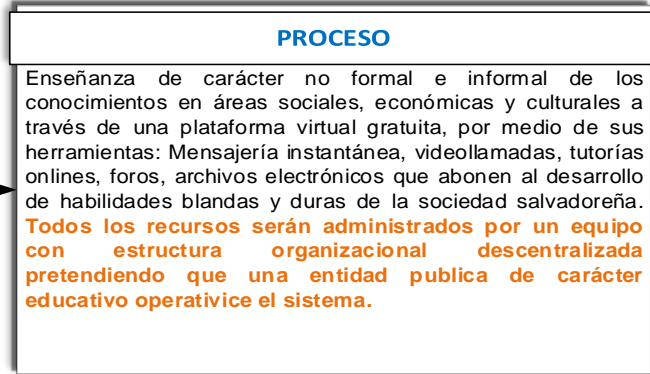 PROCESO
Enseñanza de carácter no formal e informal de los
conocimientos en áreas sociales, económicas y culturales a
través de una plataforma virtual gratuita, por medio de sus
herramientas: Mensajería instantánea, videollamadas, tutorías
onlines, foros, archivos electrónicos que abonen al desarrollo
de habilidades blandas y duras de la sociedad salvadoreña.
Todos los recursos serán administrados por un equipo
con estructura organizacional descentralizada
pretendiendo que una entidad publica de carácter
educativo operativice el sistema.